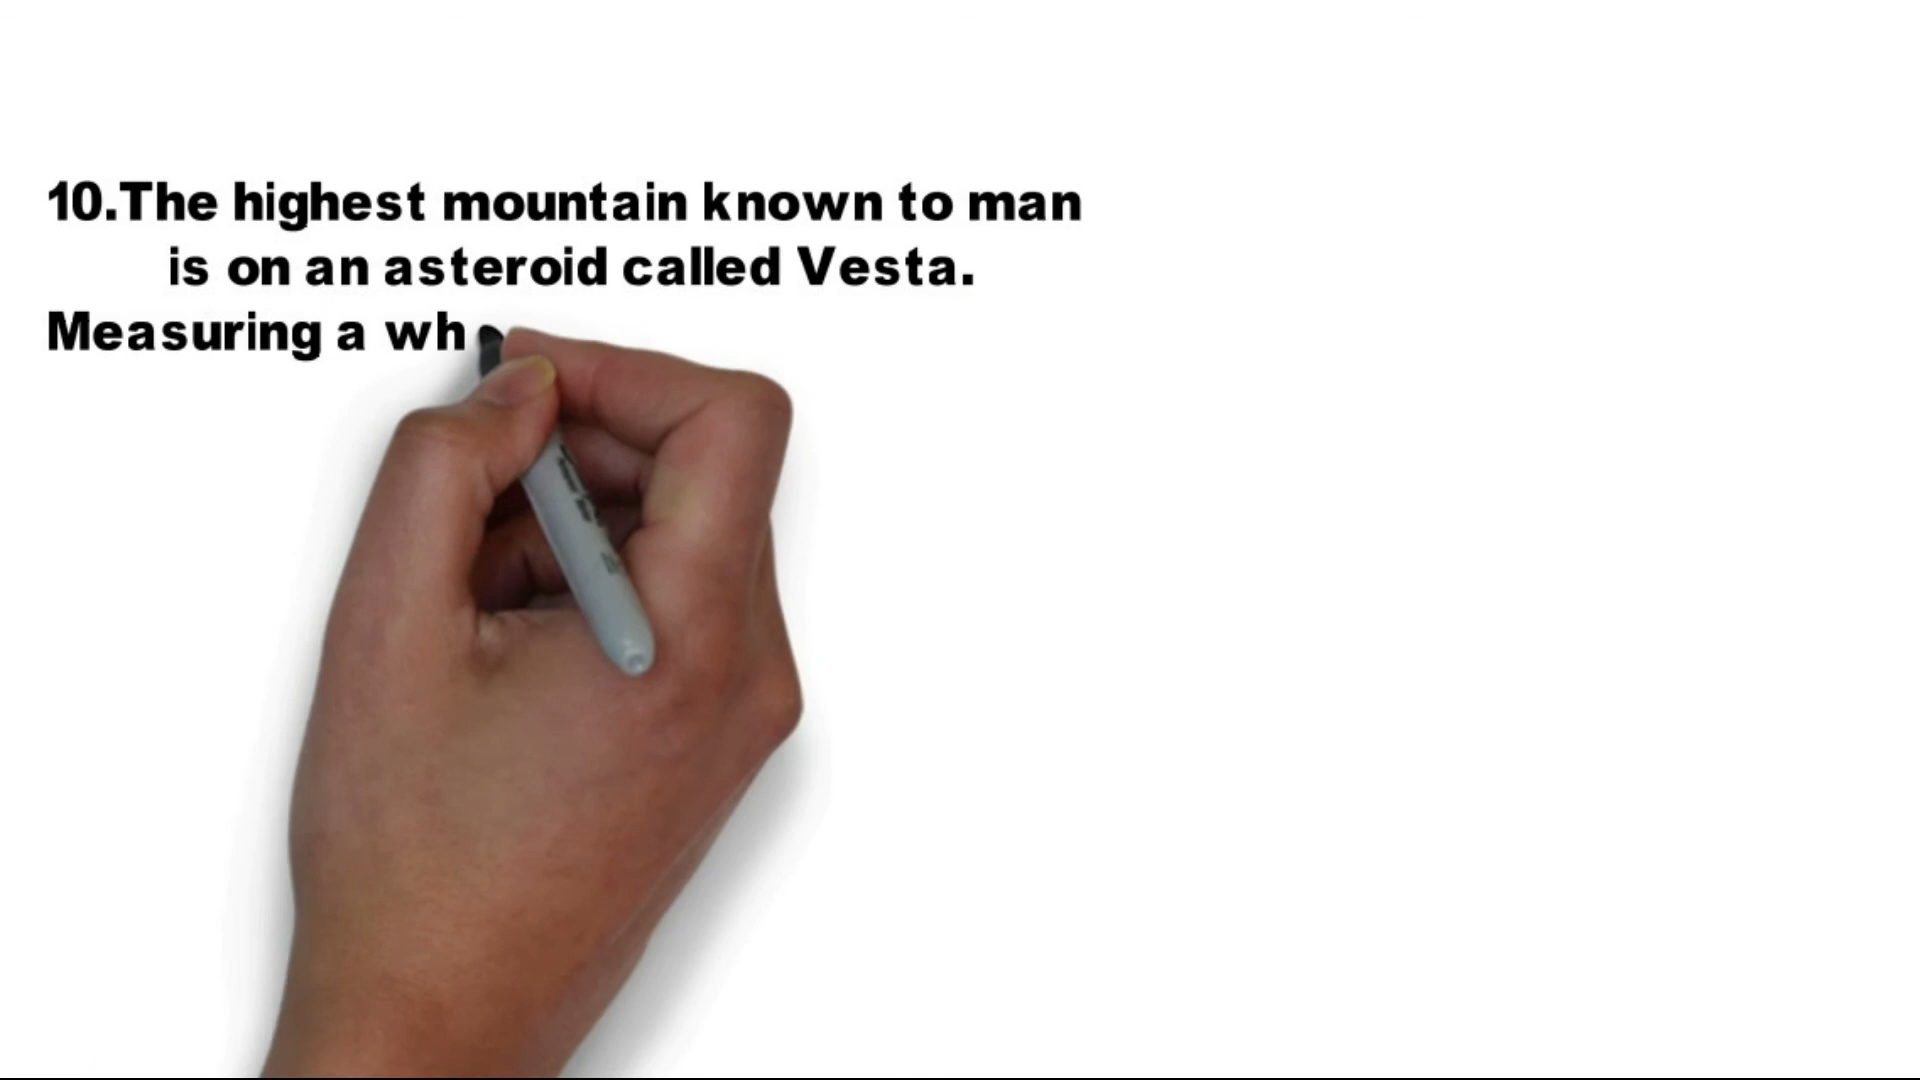 10.The highest mountain known to man
is on an asteroid called Vesta.
Measuring a wh